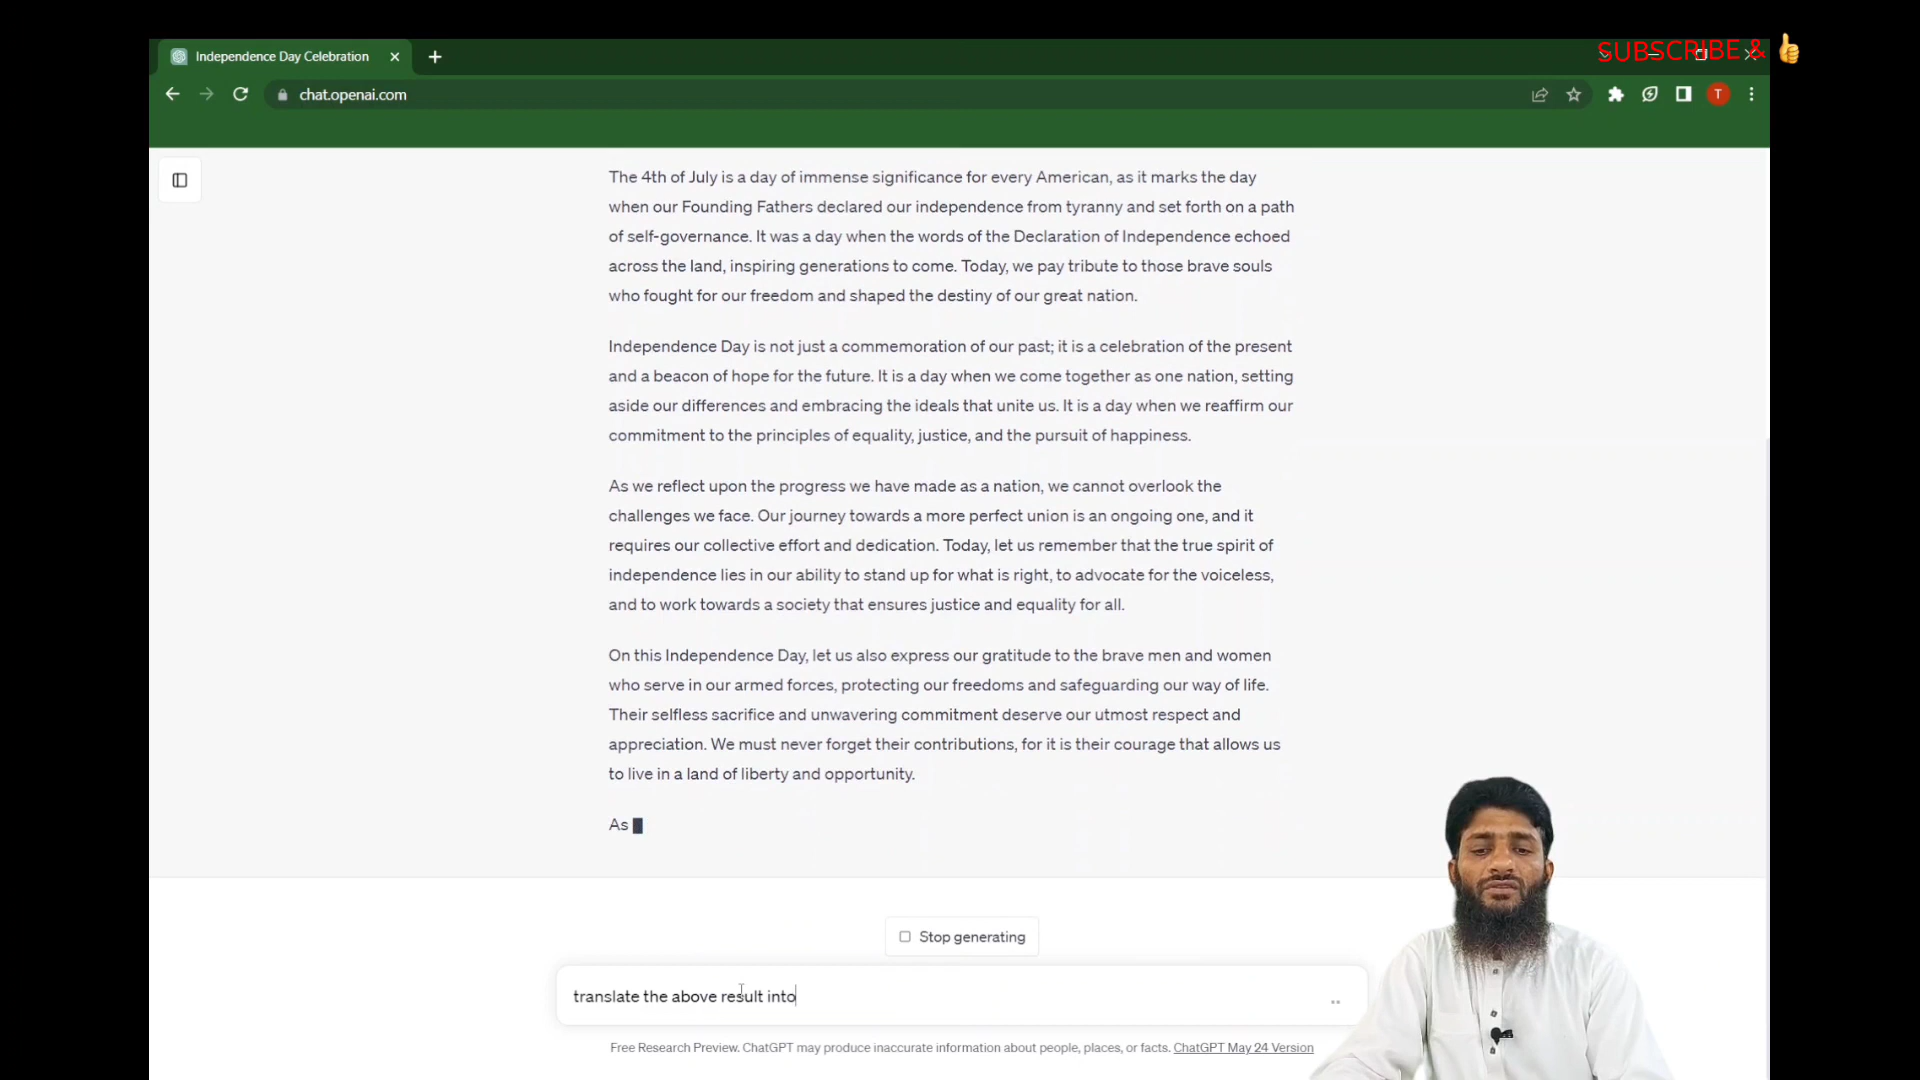 SUBSCRIBE & 👍
Independence Day Celebration
chat.openai.com
T
The 4th of July is a day of immense significance for every American, as it marks the day
when our Founding Fathers declared our independence from tyranny and set forth on a path
of self-governance. It was a day when the words of the Declaration of Independence echoed
across the land, inspiring generations to come. Today, we pay tribute to those brave souls
who fought for our freedom and shaped the destiny of our great nation.
Independence Day is not just a commemoration of our past; it is a celebration of the present
and a beacon of hope for the future. It is a day when we come together as one nation, setting
aside our differences and embracing the ideals that unite us. It is a day when we reaffirm our
commitment to the principles of equality, justice, and the pursuit of happiness.
As we reflect upon the progress we have made as a nation, we cannot overlook the
challenges we face. Our journey towards a more perfect union is an ongoing one, and it
requires our collective effort and dedication. Today, let us remember that the true spirit of
independence lies in our ability to stand up for what is right, to advocate for the voiceless,
and to work towards a society that ensures justice and equality for all.
On this Independence Day, let us also express our gratitude to the brave men and women
who serve in our armed forces, protecting our freedoms and safeguarding our way of life.
Their selfless sacrifice and unwavering commitment deserve our utmost respect and
appreciation. We must never forget their contributions, for it is their courage that allows us
to live in a land of liberty and opportunity.
As
Stop generating
translate the above result into
Free Research Preview. ChatGPT may produce inaccurate information about people, places, or facts. ChatGPT May 24 Version